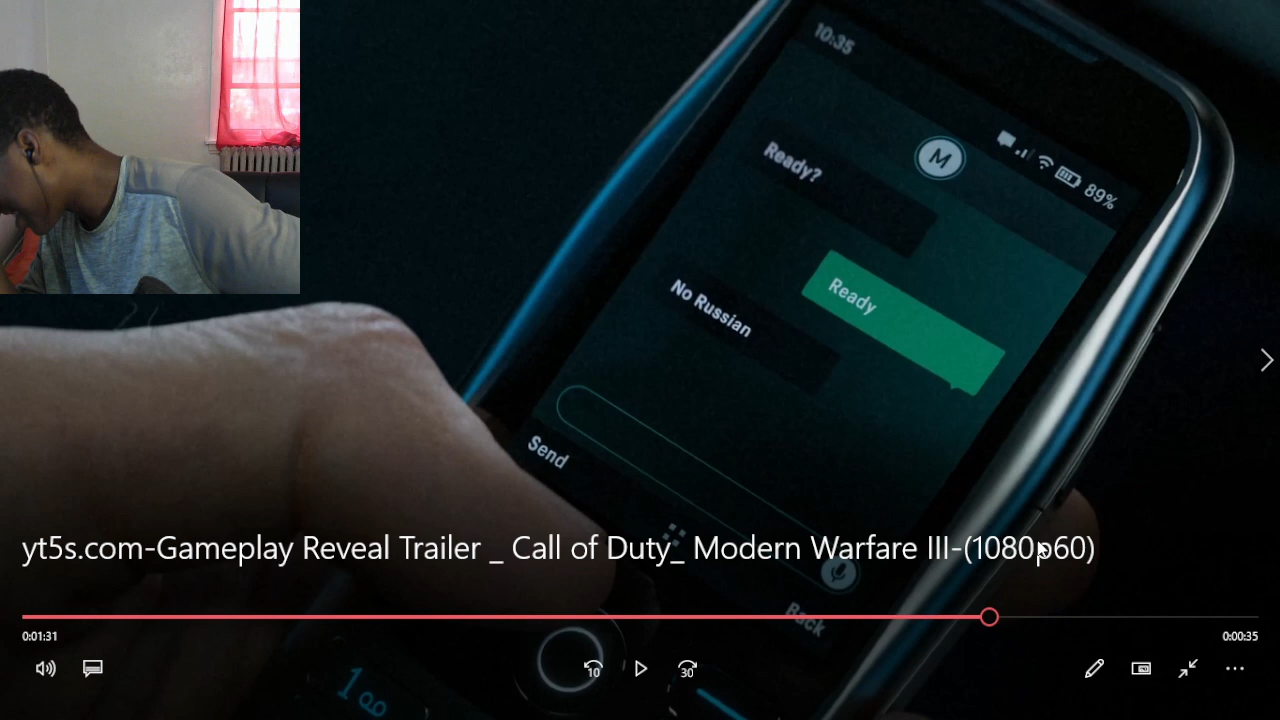 10:35
M
89%
Ready?
Ready
No Russian
Send
Back
yt5s.com-Gameplay Reveal Trailer _ Call of Duty_ Modern Warfare III-(1080p60)
0:01:31
0:00:35
10
30
1